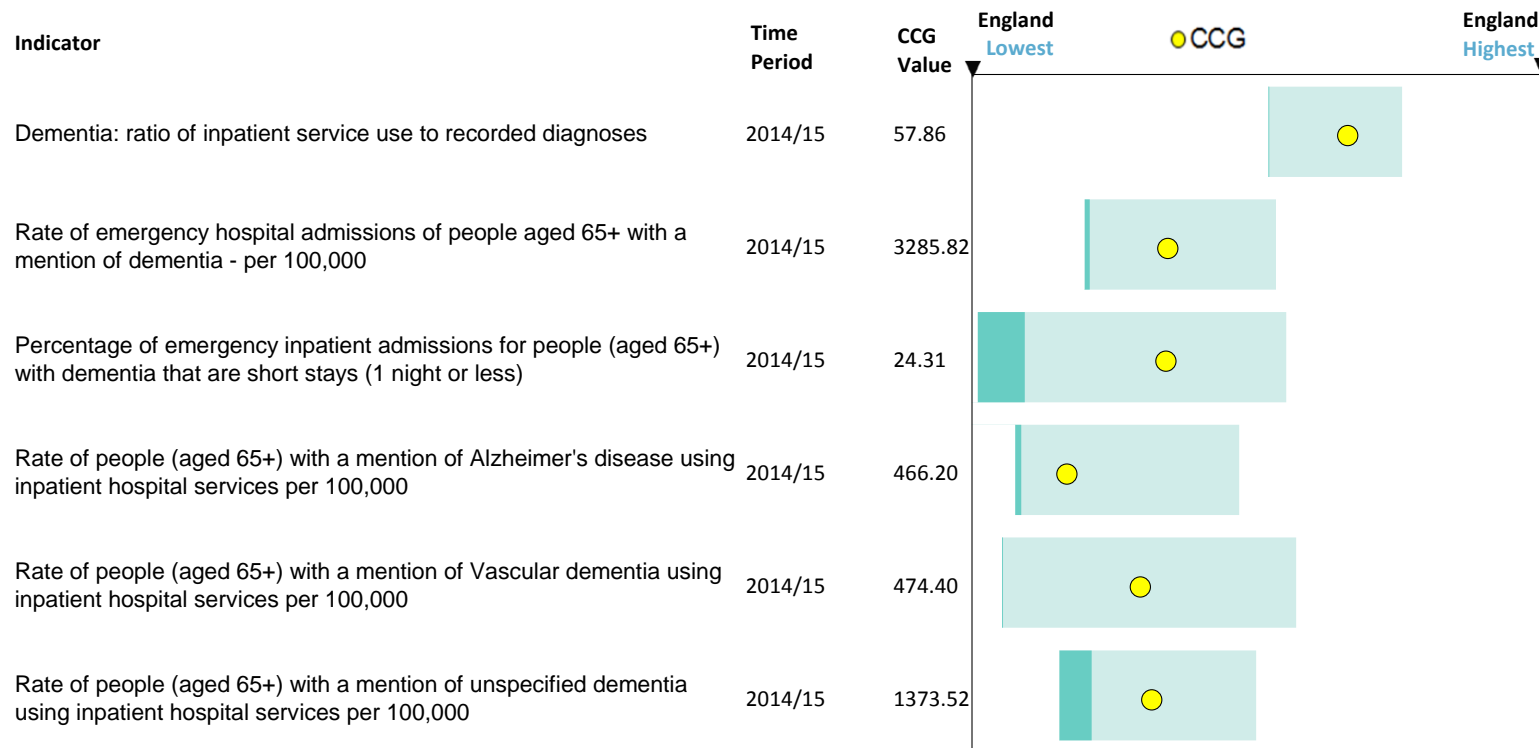 Indicator
Time
Period
CCG
Value
England
Lowest
CCG
England
Highest
Dementia: ratio of inpatient service use to recorded diagnoses
2014/15
57.86
Rate of emergency hospital admissions of people aged 65+ with a
mention of dementia - per 100,000
2014/15
3285.82
Percentage of emergency inpatient admissions for people (aged 65+)
with dementia that are short stays (1 night or less)
2014/15
24.31
Rate of people (aged 65+) with a mention of Alzheimer's disease using
inpatient hospital services per 100,000
2014/15
466.20
Rate of people (aged 65+) with a mention of Vascular dementia using
inpatient hospital services per 100,000
2014/15
474.40
Rate of people (aged 65+) with a mention of unspecified dementia
using inpatient hospital services per 100,000
2014/15
1373.52